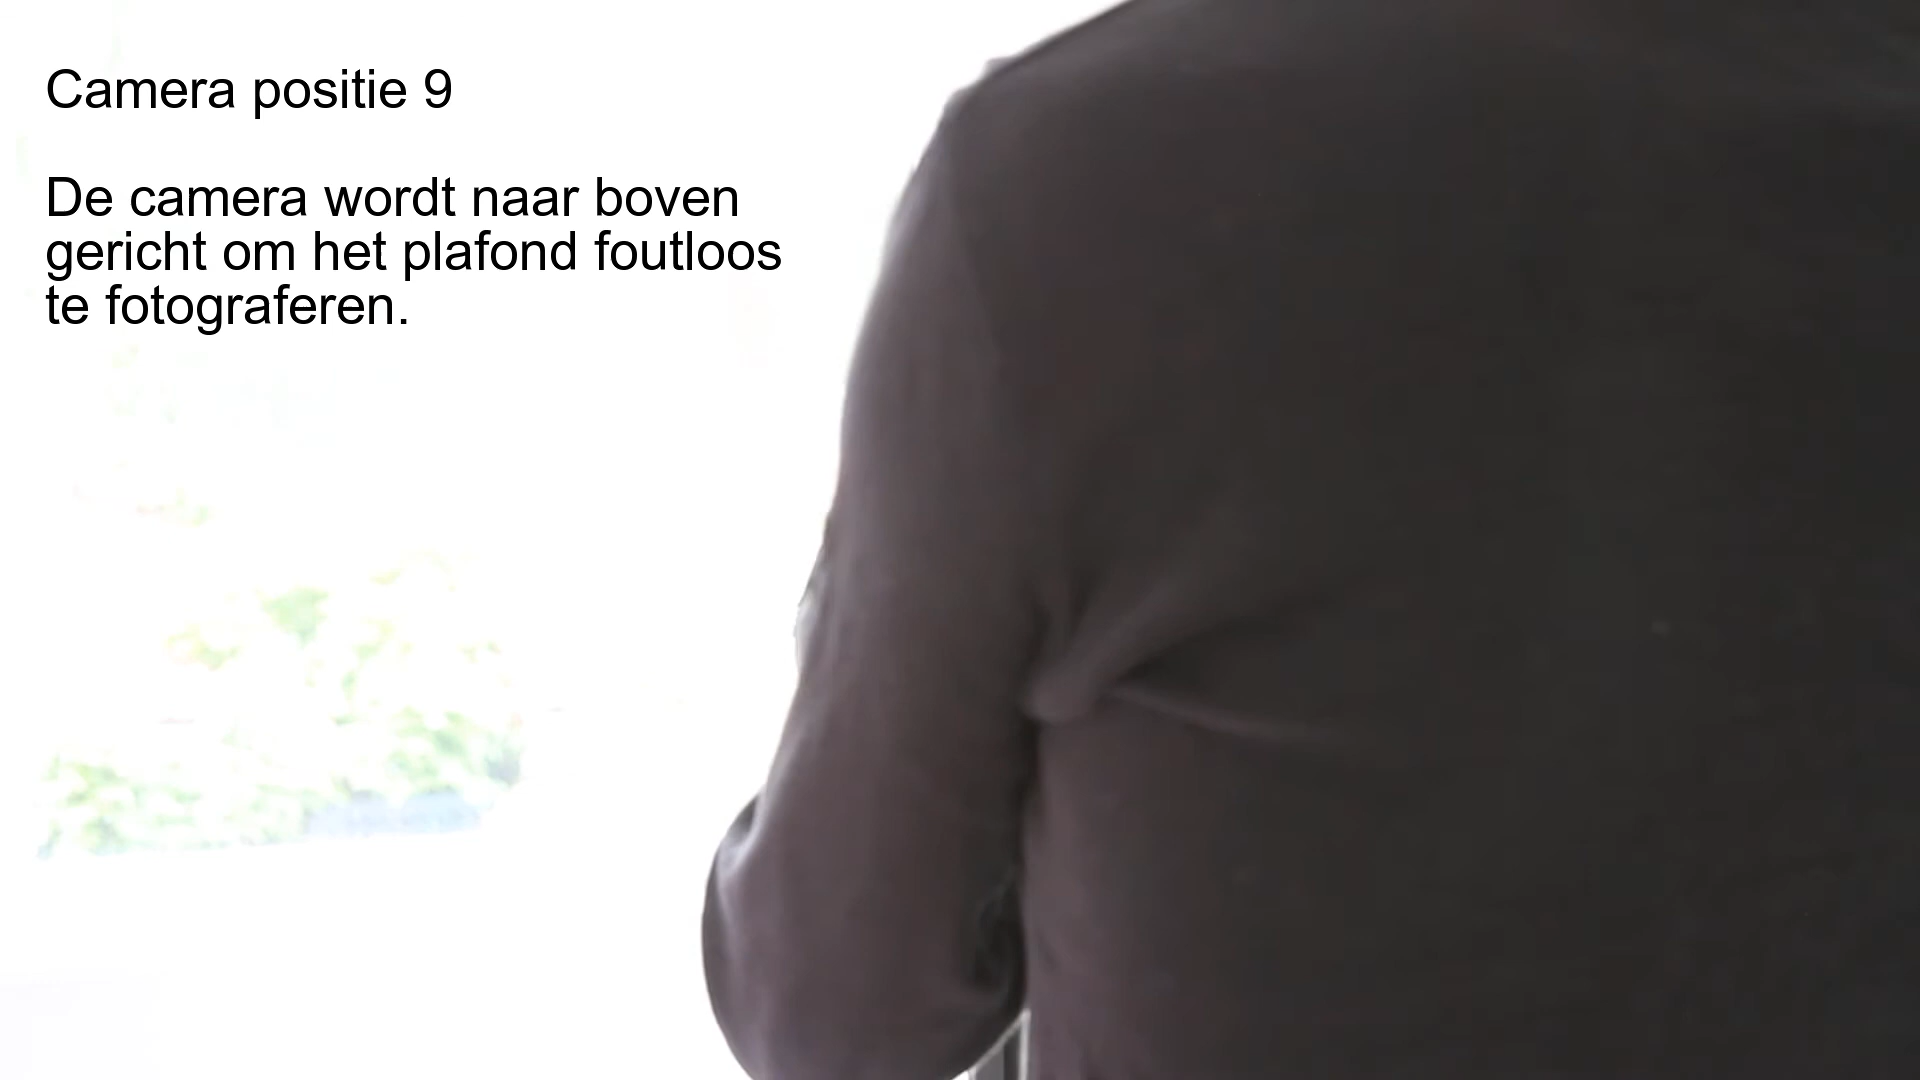 Camera positie 9
De camera wordt naar boven
gericht om het plafond foutloos
te fotograferen.